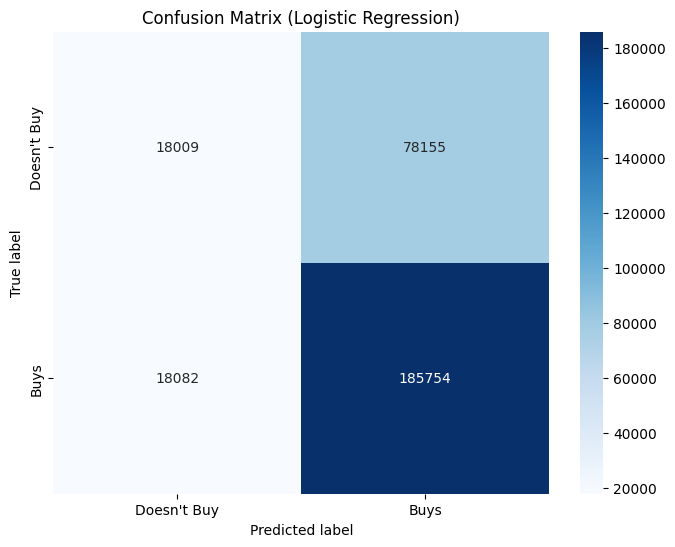 Confusion Matrix (Logistic Regression)
Doesn't Buy
18009
78155
180000
160000
140000
120000
100000
80000
60000
40000
20000
True label
Buys
18082
185754
Doesn't Buy
Buys
Predicted label